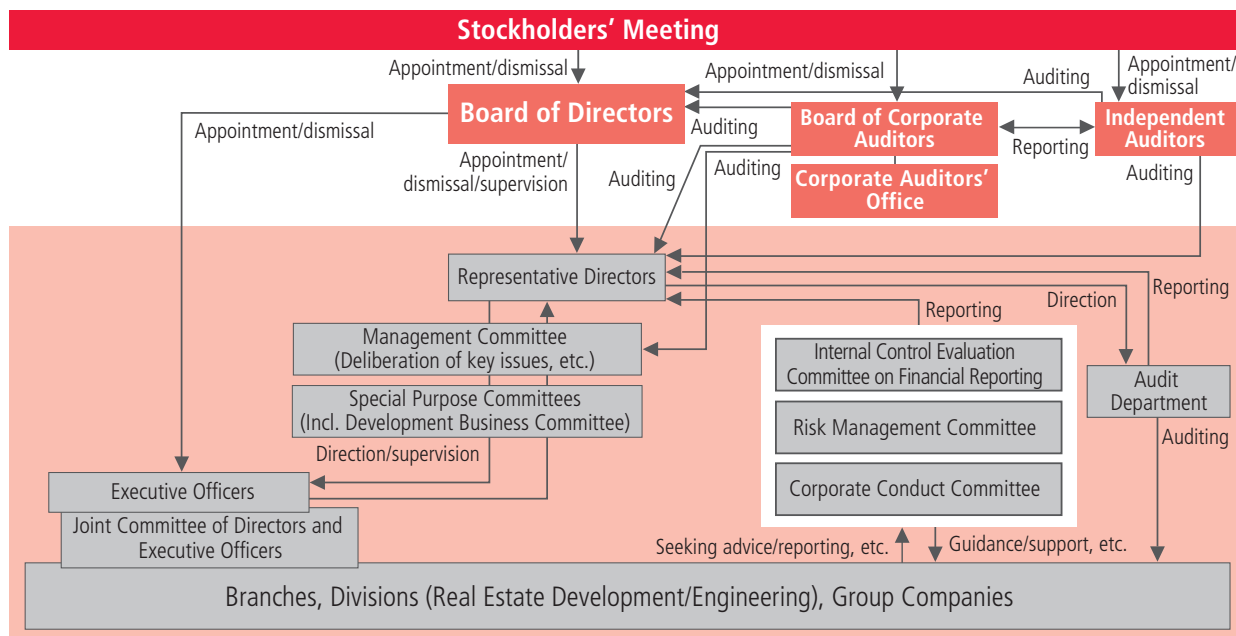 Stockholders' Meeting
Appointment/dismissal
Appointment/dismissal
Auditing
Appointment/
dismissal
Board of Directors
Board of Corporate
Auditors
Independent
Auditors
Appointment/dismissal
Auditing
Reporting
Appointment/
dismissal/supervision
Auditing
Auditing
Auditing
Corporate Auditors'
Office
Representative Directors
Reporting
Direction
Reporting
Management Committee
(Deliberation of key issues, etc.)
Internal Control Evaluation
Committee on Financial Reporting
Audit
Department
Special Purpose Committees
(Incl. Development Business Committee)
Risk Management Committee
Auditing
Direction/supervision
Executive Officers
Corporate Conduct Committee
Joint Committee of Directors and
Executive Officers
Seeking advice/reporting, etc.
Guidance/support, etc.
Branches, Divisions (Real Estate Development/Engineering), Group Companies